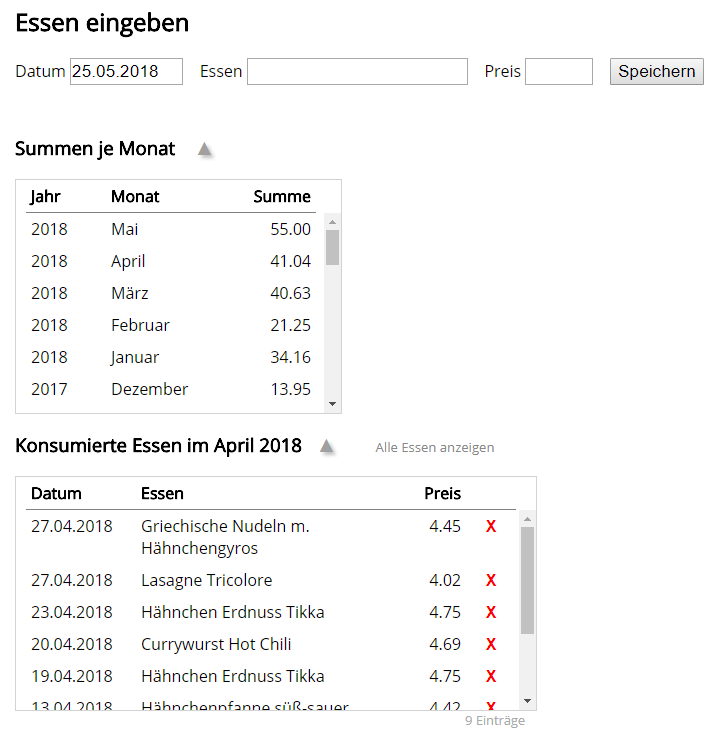 Essen eingeben
Datum 25.05.2018 Essen Preis Speichern
Summen je Monat ▲
Jahr Monat Summe
2018 Mai 55.00
2018 April 41.04
2018 März 40.63
2018 Februar 21.25
2018 Januar 34.16
2017 Dezember 13.95
Konsumierte Essen im April 2018 ▲ Alle Essen anzeigen
Datum Essen Preis
27.04.2018 Griechische Nudeln m. 4.45 X
Hähnchengyros
27.04.2018 Lasagne Tricolore 4.02 X
23.04.2018 Hähnchen Erdnuss Tikka 4.75 X
20.04.2018 Currywurst Hot Chili 4.69 X
19.04.2018 Hähnchen Erdnuss Tikka 4.75 X
13.04.2018 Hähnchenpfanne süß-sauer 4.42 X
9 Einträge